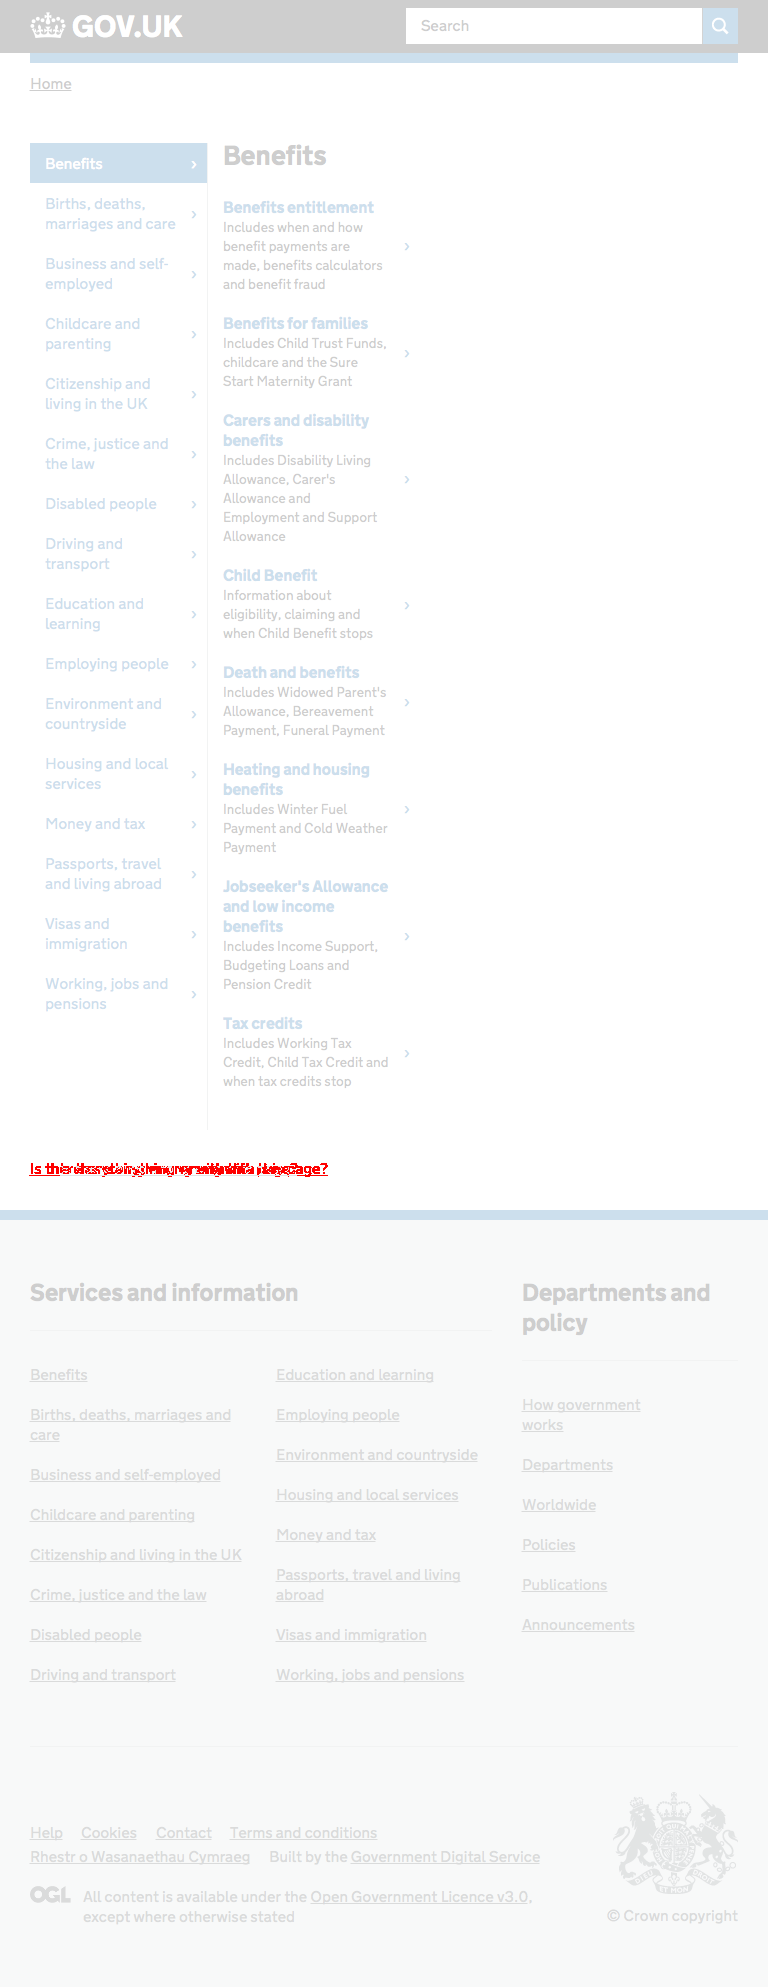 GOV.UK
Search
Home
Benefits
Births, deaths,
marriages and care
Business and self-
employed
Childcare and
parenting
Citizenship and
living in the UK
Crime, justice and
the law
Disabled people
Driving and
transport
Education and
learning
Employing people
Environment and
countryside
Housing and local
services
Money and tax
Passports, travel
and living abroad
Visas and
immigration
Working, jobs and
pensions
Benefits
Benefits entitlement
Includes when and how
benefit payments are
made, benefits calculators
and benefit fraud
Benefits for families
Includes Child Trust Funds,
childcare and the Sure
Start Maternity Grant
Carers and disability
benefits
Includes Disability Living
Allowance, Carer's
Allowance and
Employment and Support
Allowance
Child Benefit
Information about
eligibility, claiming and
when Child Benefit stops
Death and benefits
Includes Widowed Parent's
Allowance, Bereavement
Payment, Funeral Payment
Heating and housing
benefits
Includes Winter Fuel
Payment and Cold Weather
Payment
Jobseeker's Allowance
and low income
benefits
Includes Income Support,
Budgeting Loans and
Pension Credit
Tax credits
Includes Working Tax
Credit, Child Tax Credit and
when tax credits stop
Services and information
Benefits
Births, deaths, marriages and
care
Business and self-employed
Childcare and parenting
Citizenship and living in the UK
Crime, justice and the law
Disabled people
Driving and transport
Education and learning
Employing people
Environment and countryside
Housing and local services
Money and tax
Passports, travel and living
abroad
Visas and immigration
Working, jobs and pensions
Departments and
policy
How government
works
Departments
Worldwide
Policies
Publications
Announcements
Help Cookies Contact Terms and conditions
Rhestr o Wasanaethau Cymraeg Built by the Government Digital Service
OGL All content is available under the Open Government Licence v3.0,
except where otherwise stated
© Crown copyright